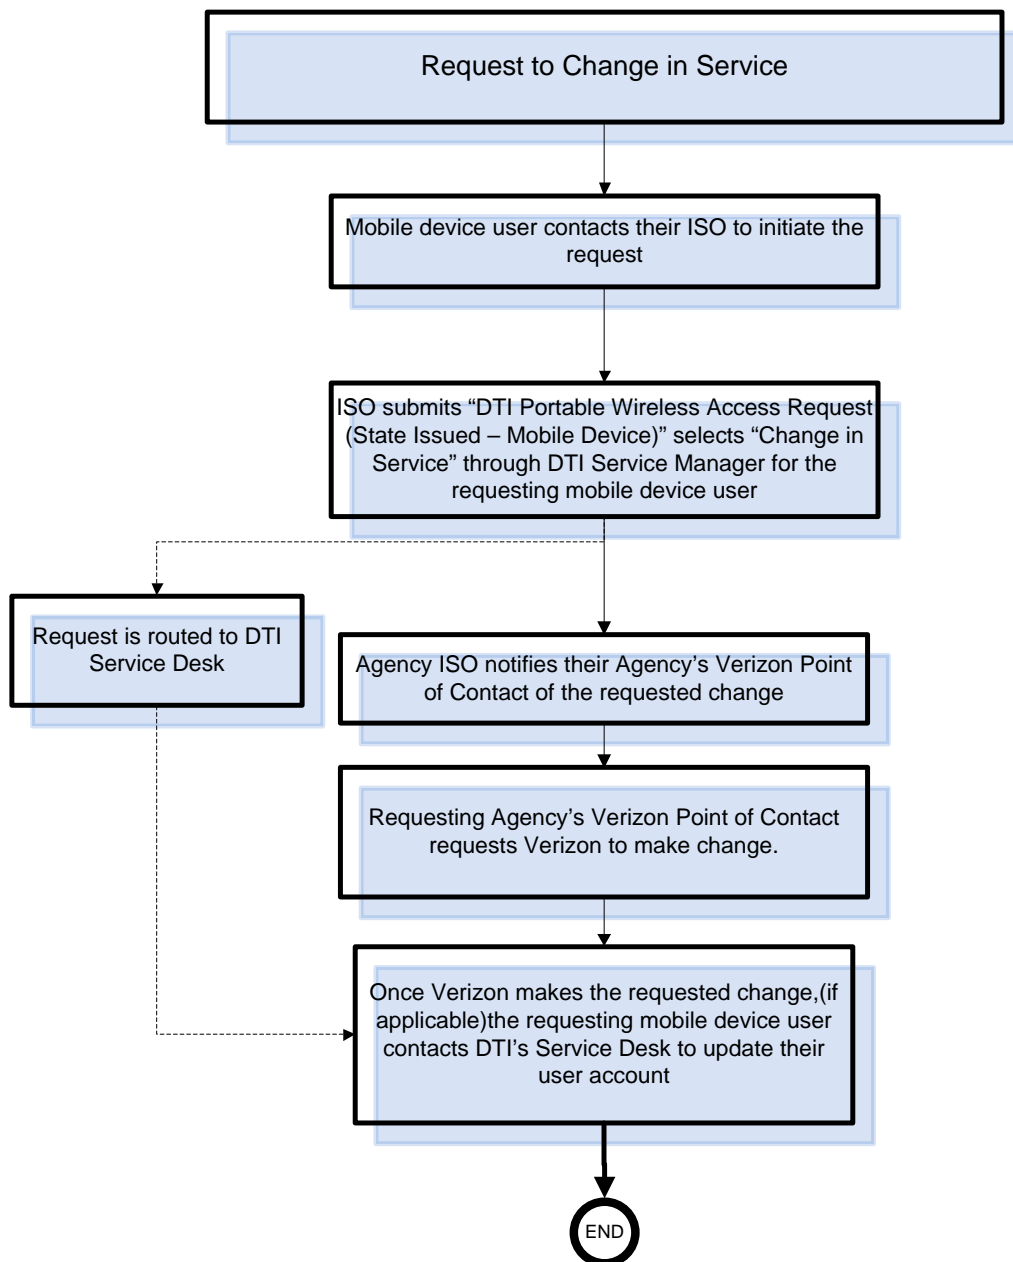 Request to Change in Service
Mobile device user contacts their ISO to initiate the
request
ISO submits “DTI Portable Wireless Access Request
(State Issued – Mobile Device)” selects “Change in
Service” through DTI Service Manager for the
requesting mobile device user
Request is routed to DTI
Service Desk
Agency ISO notifies their Agency’s Verizon Point
of Contact of the requested change
Requesting Agency’s Verizon Point of Contact
requests Verizon to make change.
Once Verizon makes the requested change,(if
applicable)the requesting mobile device user
contacts DTI’s Service Desk to update their
user account
END